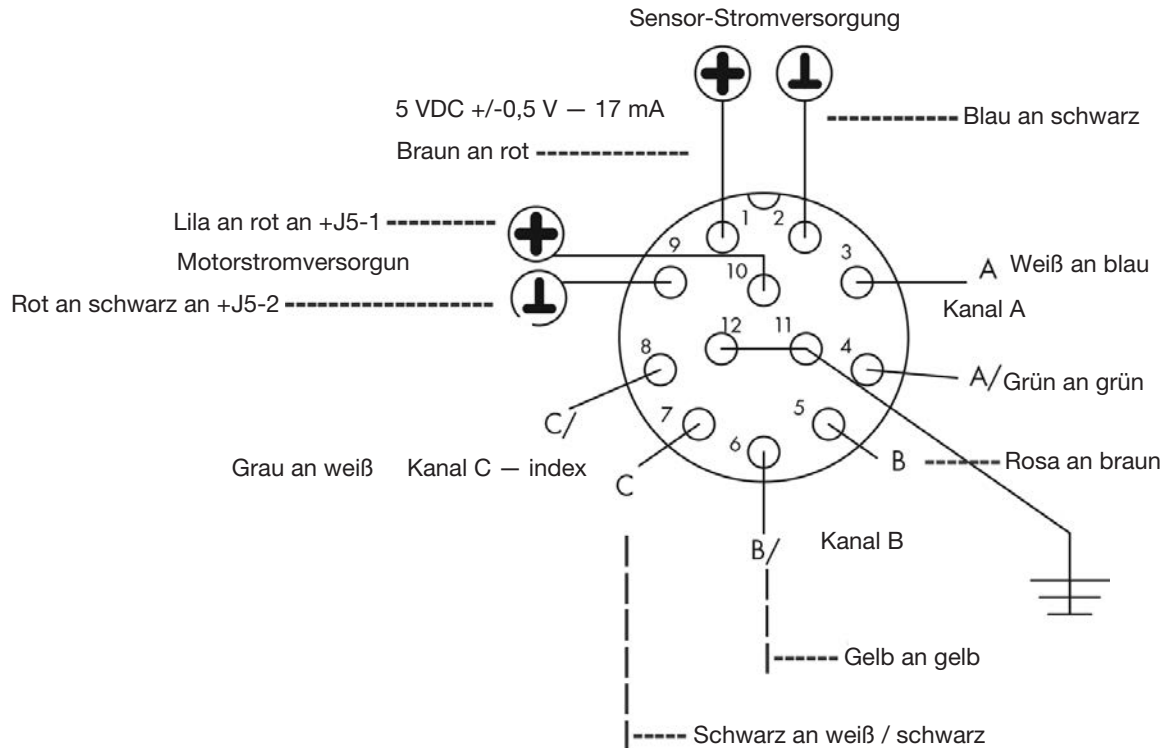 Sensor-Stromversorgung
5 VDC +/-0,5 V — 17 mA
Blau an schwarz
Braun an rot
Lila an rot an +J5-1
Motorstromversorgun
Rot an schwarz an +J5-2
1
2
9
10
3
A Weiß an blau
Kanal A
12
11
8
4
A/ Grün an grün
C/
7
5
6
B
Rosa an braun
Grau an weiß Kanal C — index
C
B/
Kanal B
Gelb an gelb
Schwarz an weiß / schwarz